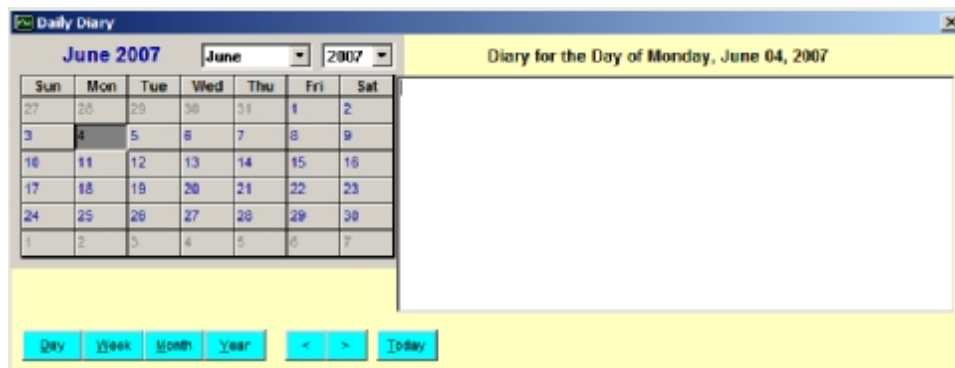 Daily Diary
June 2007 June 2007
Diary for the Day of Monday, June 04, 2007
Sun Mon Tue Wed Thu Fri Sat
27 28 29 30 31 1 2
3 4 5 6 7 8 9
10 11 12 13 14 15 16
17 18 19 20 21 22 23
24 25 26 27 28 29 30
1 2 3 4 5 6 7
Day Week Month Year < > Today